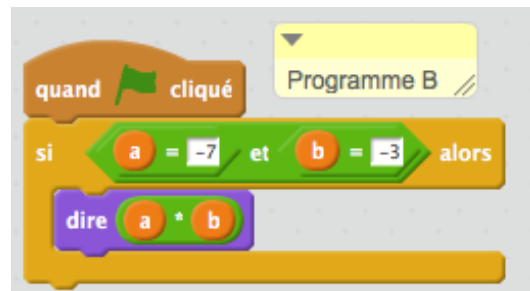 Programme B
quand cliqué
si a = -7 et b = -3 alors
dire a * b